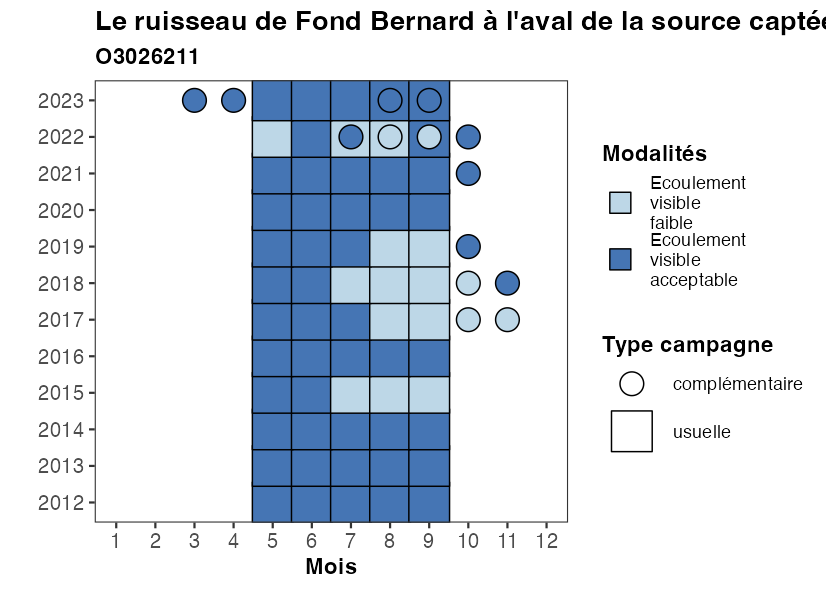 Le ruisseau de Fond Bernard à l'aval de la source captée
O3026211
2023
2022
2021
2020
2019
2018
2017
2016
2015
2014
2013
2012
1 2 3 4 5 6 7 8 9 10 11 12
Mois
Modalités
Ecoulement
visible
faible
Ecoulement
visible
acceptable
Type campagne
complémentaire
usuelle